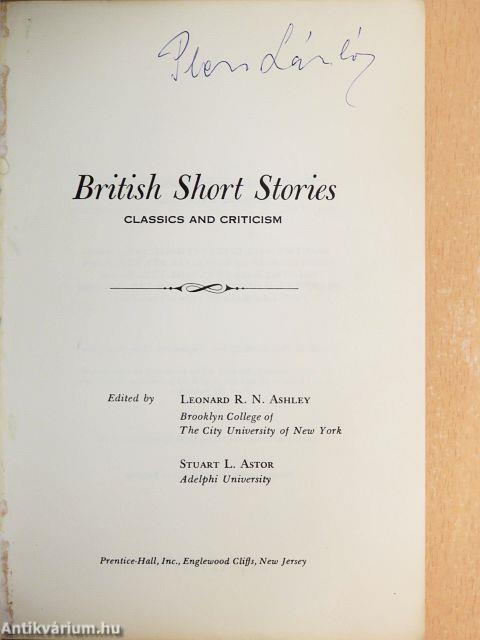 László
British Short Stories
CLASSICS AND CRITICISM
Edited by LEONARD R. N. ASHLEY
Brooklyn College of
The City University of New York
STUART L. ASTOR
Adelphi University
Prentice-Hall, Inc., Englewood Cliffs, New Jersey
Antikvárium.hu